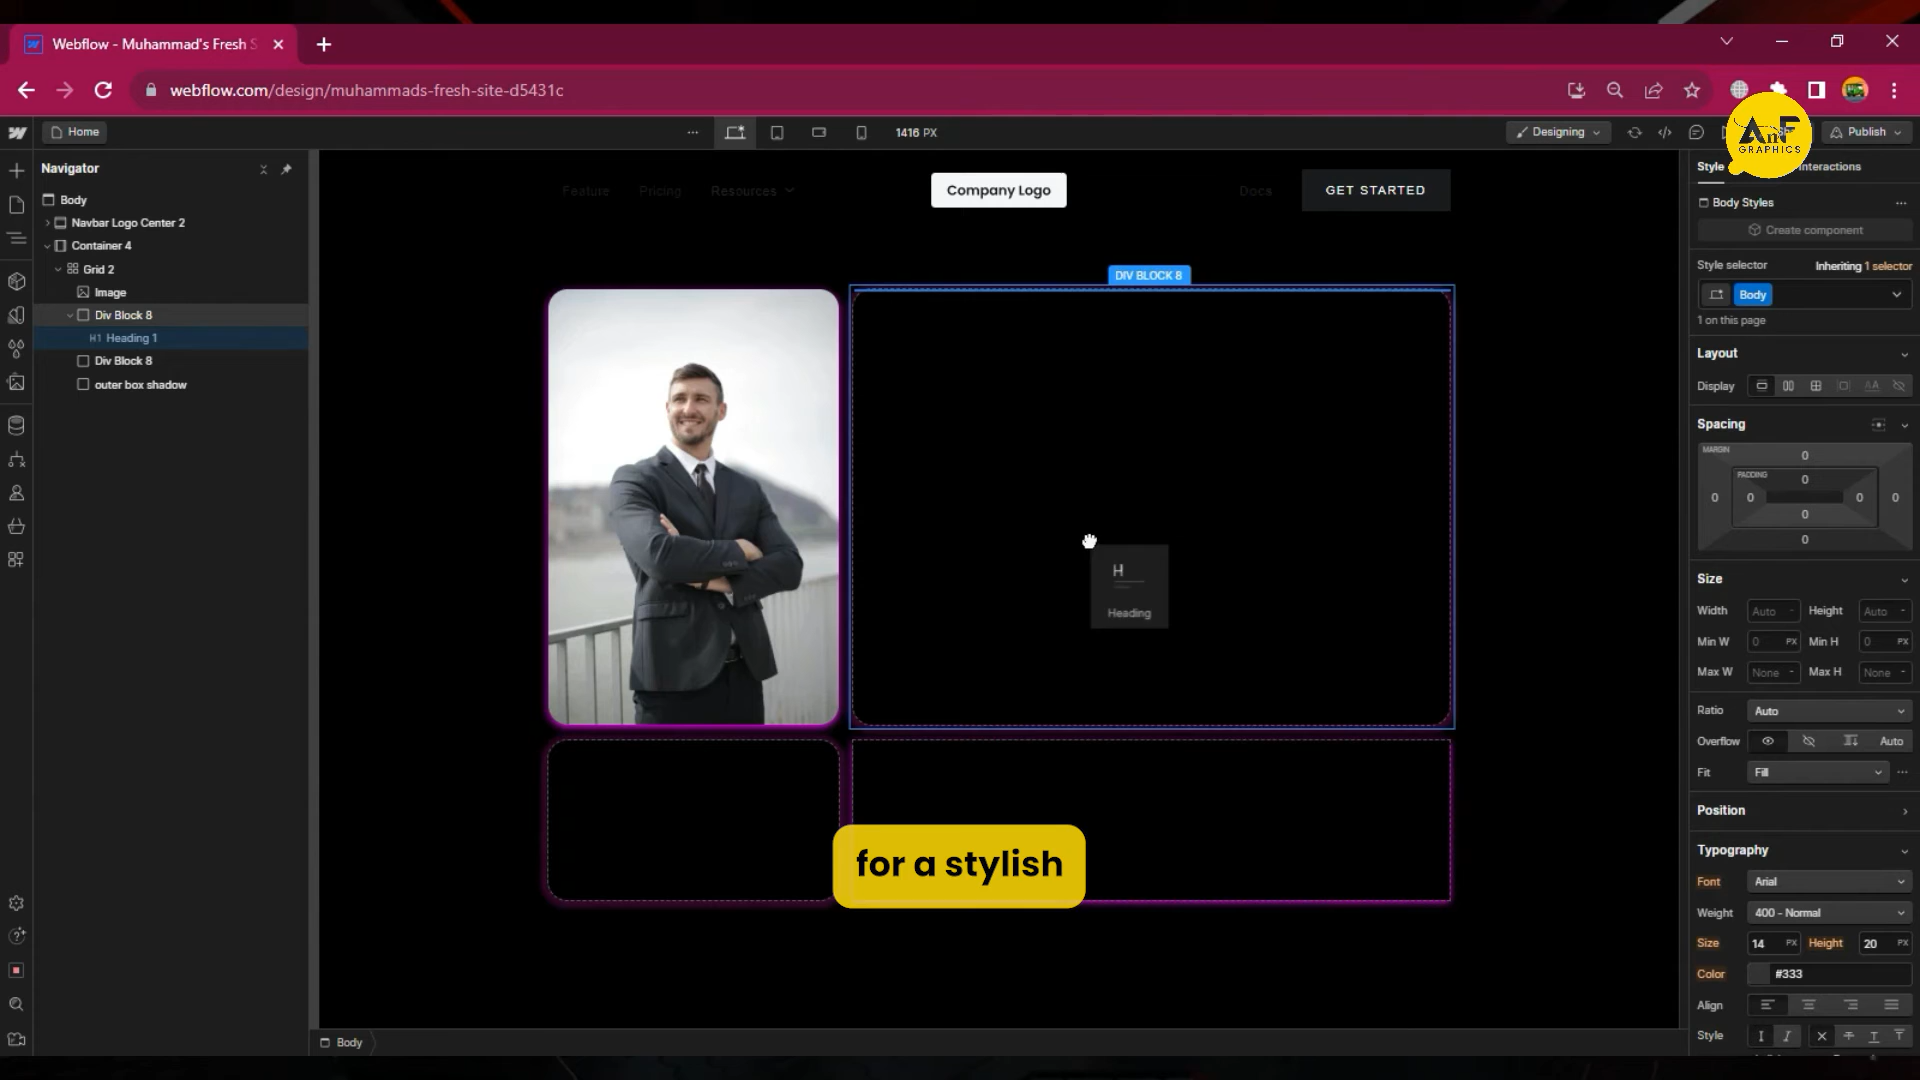 Webflow - Muhammad's Fresh S
webflow.com/design/muhammads-fresh-site-d5431c
Home
1416 PX
Designing
Publish
AnF
GRAPHICS
Navigator
Body
Navbar Logo Center 2
Container 4
Grid 2
Image
Div Block 8
H1 Heading 1
Div Block 8
outer box shadow
Feature
Pricing
Resources
Company Logo
Docs
GET STARTED
DIV BLOCK 8
H
Heading
for a stylish
Body
Style
Interactions
Body Styles
Create component
Style selector
Inheriting 1 selector
Body
1 on this page
Layout
Display
Spacing
MARGIN
0
PADDING
0
0 0 0 0
0
0
Size
Width Auto - Height Auto -
Min W 0 PX Min H 0 PX
Max W None - Max H None -
Ratio Auto
Overflow Auto
Fit Fill
Position
Typography
Font Arial
Weight 400 - Normal
Size 14 PX Height 20 PX
Color #333
Align
Style